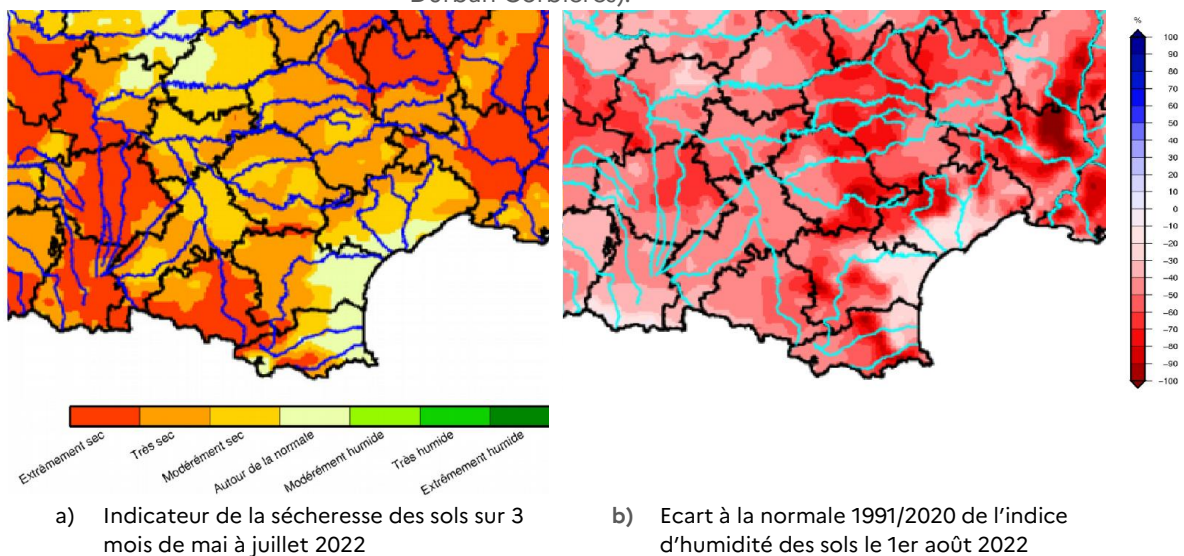 Durban Corbières).
%
100
90
80
70
60
50
40
30
20
10
0
−10
−20
−30
−40
−50
−60
−70
−80
−90
−100
Extrêmement sec
Très sec
Modérément sec
Autour de la normale
Modérément humide
Très humide
Extrêmement humide
a) Indicateur de la sécheresse des sols sur 3
mois de mai à juillet 2022
b) Ecart à la normale 1991/2020 de l’indice
d’humidité des sols le 1er août 2022